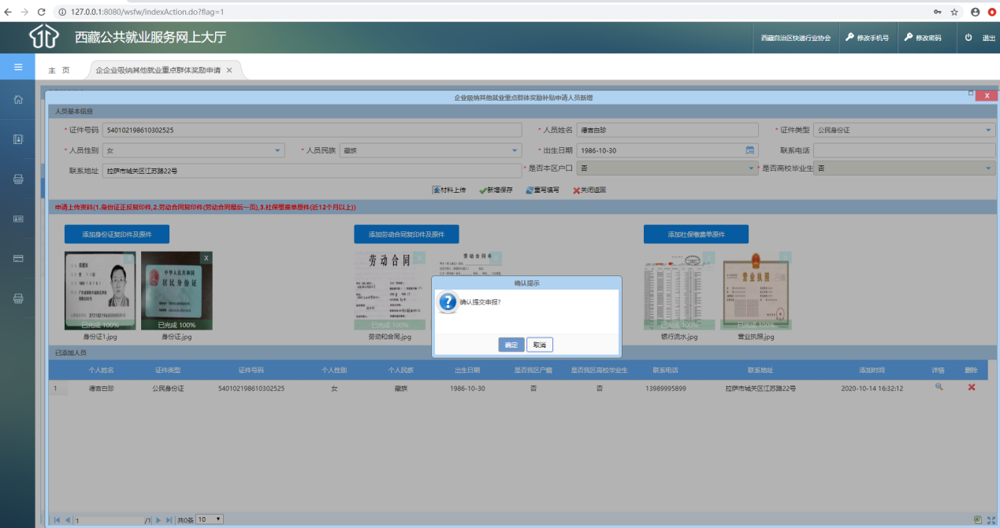 127.0.0.1:8080/wsfw/indexAction.do?flag=1
西藏公共就业服务网上大厅
西藏自治区快递行业协会 修改手机号 修改密码 退出
主 页 企企业吸纳其他就业重点群体奖励申请 ×
企业吸纳其他就业重点群体奖励补贴申请人员新增 X
人员基本信息
* 证件号码 540102198610302525 * 人员姓名 德吉白珍 * 证件类型 公民身份证
* 人员性别 女 * 人员民族 藏族 * 出生日期 1986-10-30 联系电话
联系地址 拉萨市城关区江苏路22号 * 是否本区户口 否 * 是否高校毕业生 否
材料上传 新增保存 重写填写 关闭返回
申请上传资料(1.身份证正反复印件,2.劳动合同复印件(劳动合同最后一页),3.社保缴费单原件(近12个月以上))
添加身份证复印件及原件 添加劳动合同复印件及原件 添加社保缴费单原件
X
中华人民共和国
居民身份证
劳动合同
劳动合同书
营业执照
已完成 100% 已完成 100% 已完成 100% 已完成 100% 已完成 100%
身份证1.jpg 身份证.jpg 劳动和合同.jpg 银行流水.jpg 营业执照.jpg
确认提示
确认提交申报?
确定 取消
已添加人员
个人姓名 证件类型 证件号码 个人性别 个人民族 出生日期 是否我区户籍 是否我区高校毕业生 联系电话 联系地址 添加时间 详情 删除
1 德吉白珍 公民身份证 540102198610302525 女 藏族 1986-10-30 否 否 13989995899 拉萨市城关区江苏路22号 2020-10-14 16:32:12
1 /1 共0条 10